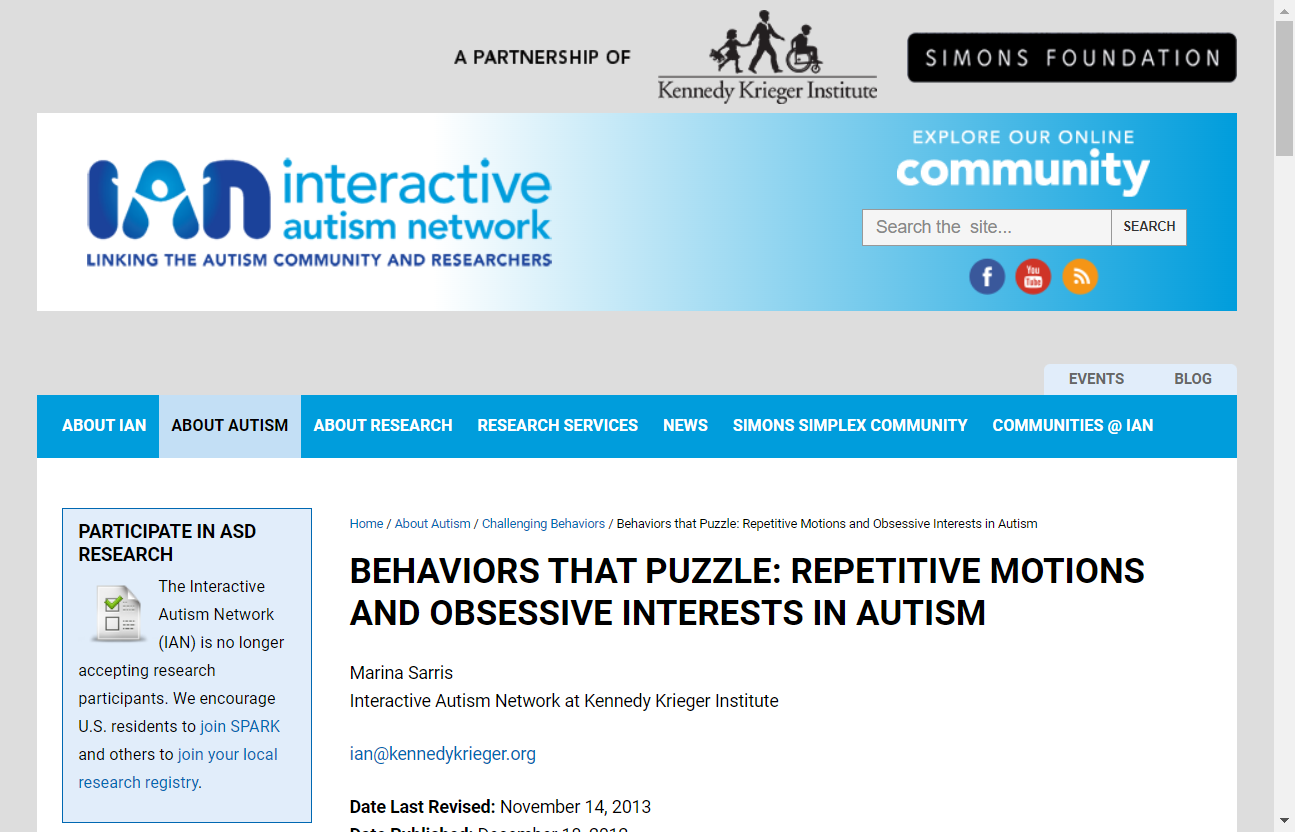 A PARTNERSHIP OF
Kennedy Krieger Institute
SIMONS FOUNDATION
IAN interactive
autism network
LINKING THE AUTISM COMMUNITY AND RESEARCHERS
EXPLORE OUR ONLINE
community
Search the  site...
SEARCH
f
You
Tube
EVENTS
BLOG
ABOUT IAN
ABOUT AUTISM
ABOUT RESEARCH
RESEARCH SERVICES
NEWS
SIMONS SIMPLEX COMMUNITY
COMMUNITIES @ IAN
PARTICIPATE IN ASD
RESEARCH
The Interactive
Autism Network
(IAN) is no longer
accepting research
participants. We encourage
U.S. residents to join SPARK
and others to join your local
research registry.
Home / About Autism / Challenging Behaviors / Behaviors that Puzzle: Repetitive Motions and Obsessive Interests in Autism
BEHAVIORS THAT PUZZLE: REPETITIVE MOTIONS
AND OBSESSIVE INTERESTS IN AUTISM
Marina Sarris
Interactive Autism Network at Kennedy Krieger Institute
ian@kennedykrieger.org
Date Last Revised: November 14, 2013
Date Published: December 10, 2012